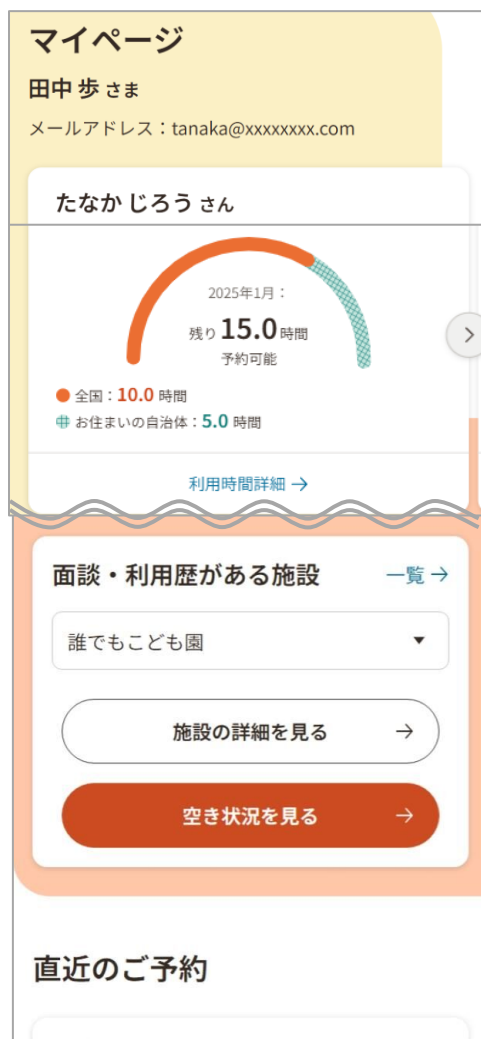 マイページ
田中 歩 さま
メールアドレス：tanaka@xxxxxxxx.com
たなか じろう さん
2025年1月：
残り 15.0 時間
予約可能
全国：10.0 時間
お住まいの自治体：5.0 時間
利用時間詳細 →
面談・利用歴がある施設 一覧 →
誰でもこども園
施設の詳細を見る →
空き状況を見る →
直近のご予約